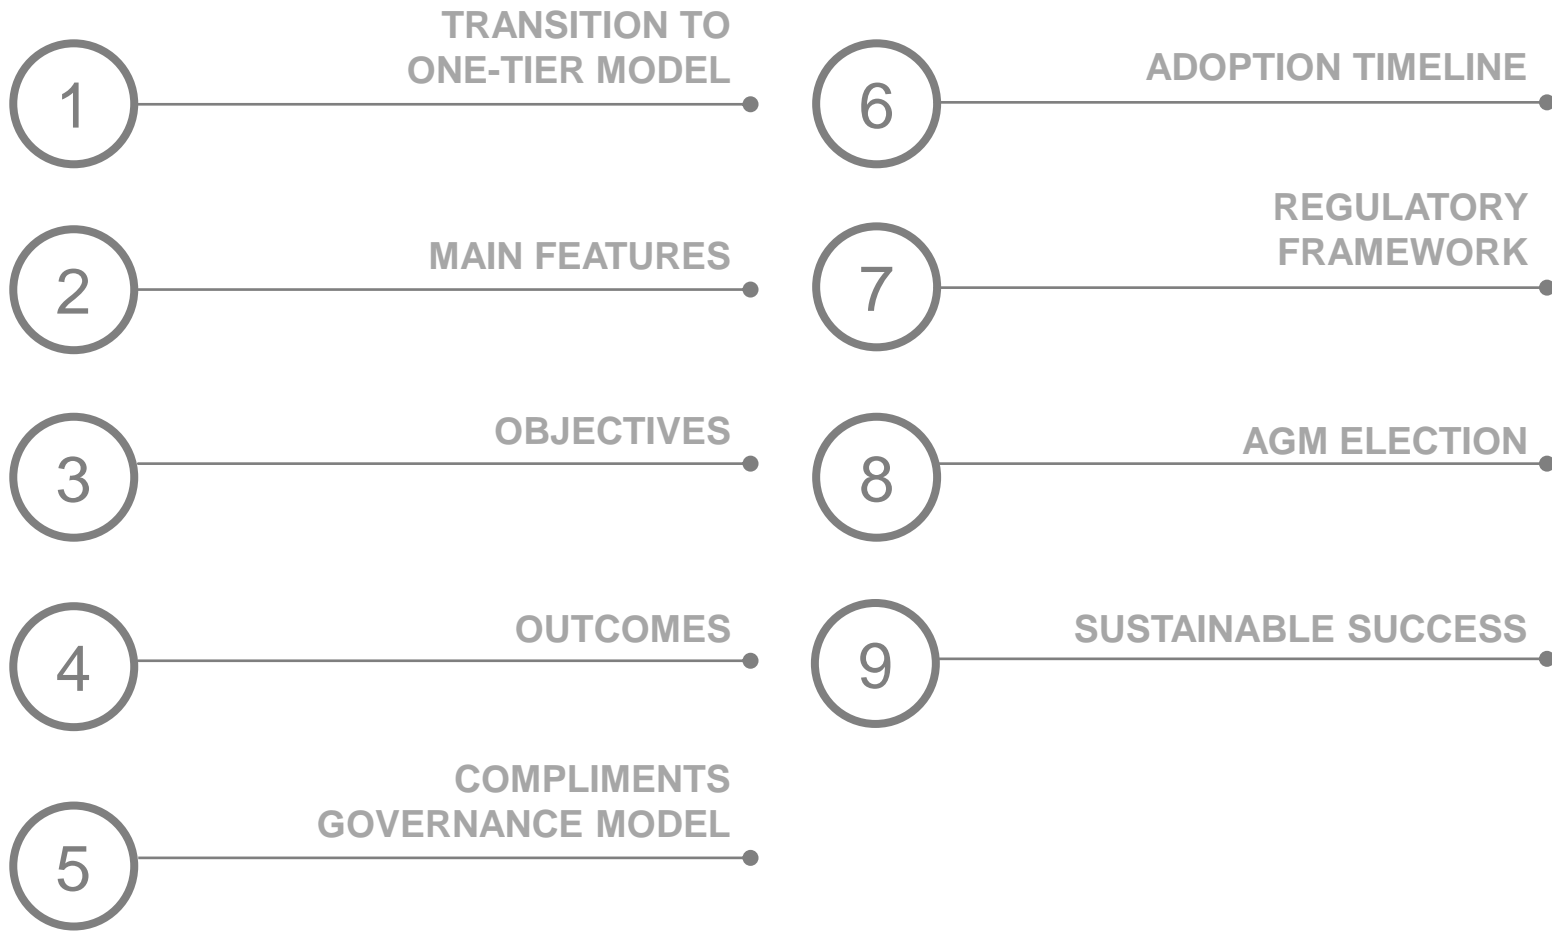 1
TRANSITION TO
ONE-TIER MODEL
2
MAIN FEATURES
3
OBJECTIVES
4
OUTCOMES
5
COMPLIMENTS
GOVERNANCE MODEL
6
ADOPTION TIMELINE
7
REGULATORY
FRAMEWORK
8
AGM ELECTION
9
SUSTAINABLE SUCCESS